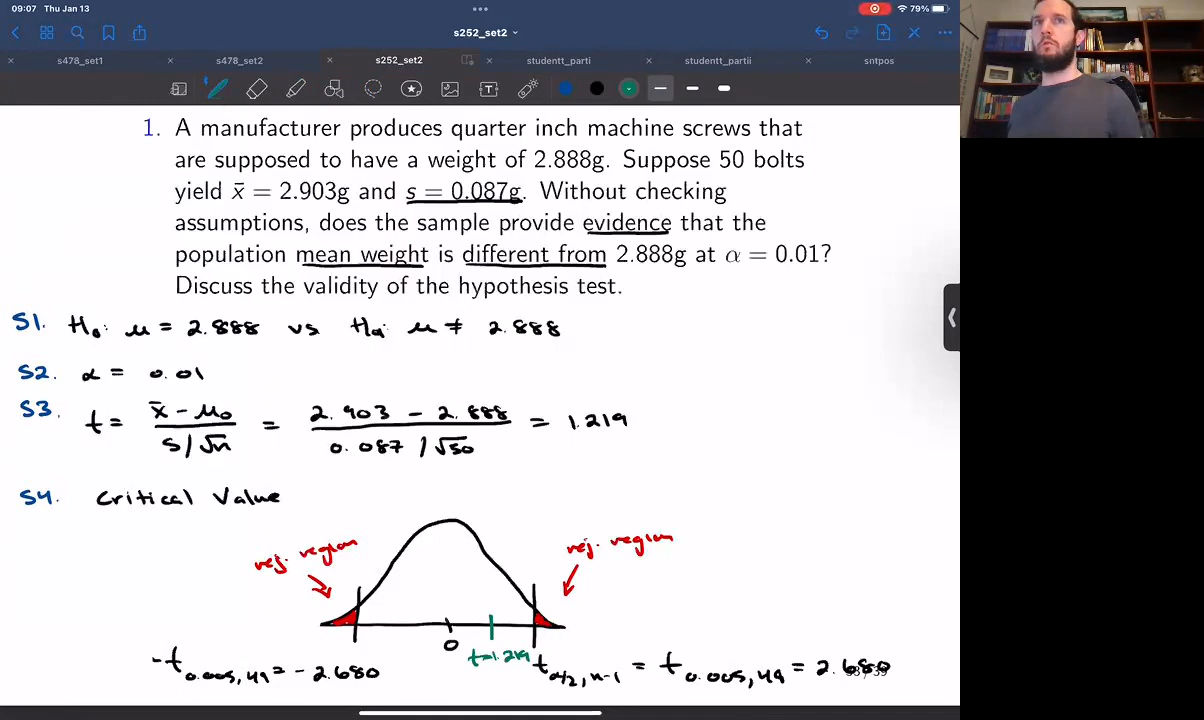 09:07 Thu Jan 13
79%
s252_set2
s478_set1
s478_set2
s252_set2
studentt_parti
studentt_partii
sntpos
1. A manufacturer produces quarter inch machine screws that
are supposed to have a weight of 2.888g. Suppose 50 bolts
yield x̄ = 2.903g and s = 0.087g. Without checking
assumptions, does the sample provide evidence that the
population mean weight is different from 2.888g at α = 0.01?
Discuss the validity of the hypothesis test.
S1. H₀: μ = 2.888 vs Hₐ: μ ≠ 2.888
S2. α = 0.01
S3. t = (x̄ - μ₀)/(s/√n) = (2.903 - 2.888)/(0.087/√50) = 1.219
S4. Critical Value
rej. region
rej. region
0
t=1.219
-t0.005,49 = -2.680
tα/2, n-1 = t0.005,49 = 2.680